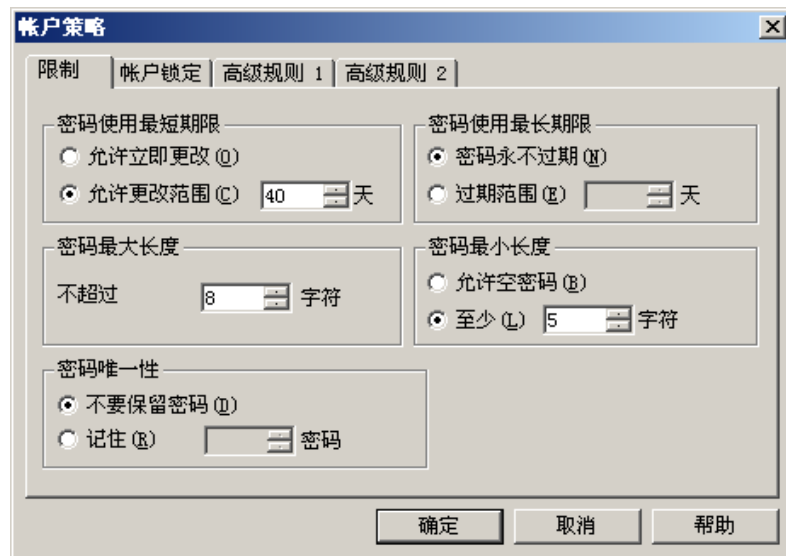 帐户策略
限制 帐户锁定 高级规则 1 高级规则 2
密码使用最短期限 密码使用最长期限
允许立即更改(O) 密码永不过期(N)
允许更改范围(C) 40 天 过期范围(E) 天
密码最大长度 密码最小长度
不超过 8 字符 允许空密码(B)
至少(L) 5 字符
密码唯一性
不要保留密码(D)
记住(R) 密码
确定 取消 帮助